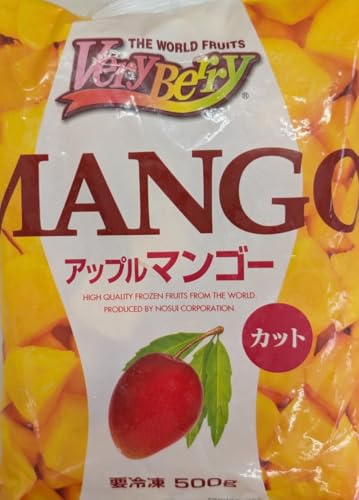 THE WORLD FRUITS
VeryBerry®
MANGO
アップルマンゴー
HIGH QUALITY FROZEN FRUITS FROM THE WORLD.
PRODUCED BY NOSUI CORPORATION.
カット
要冷凍 500g